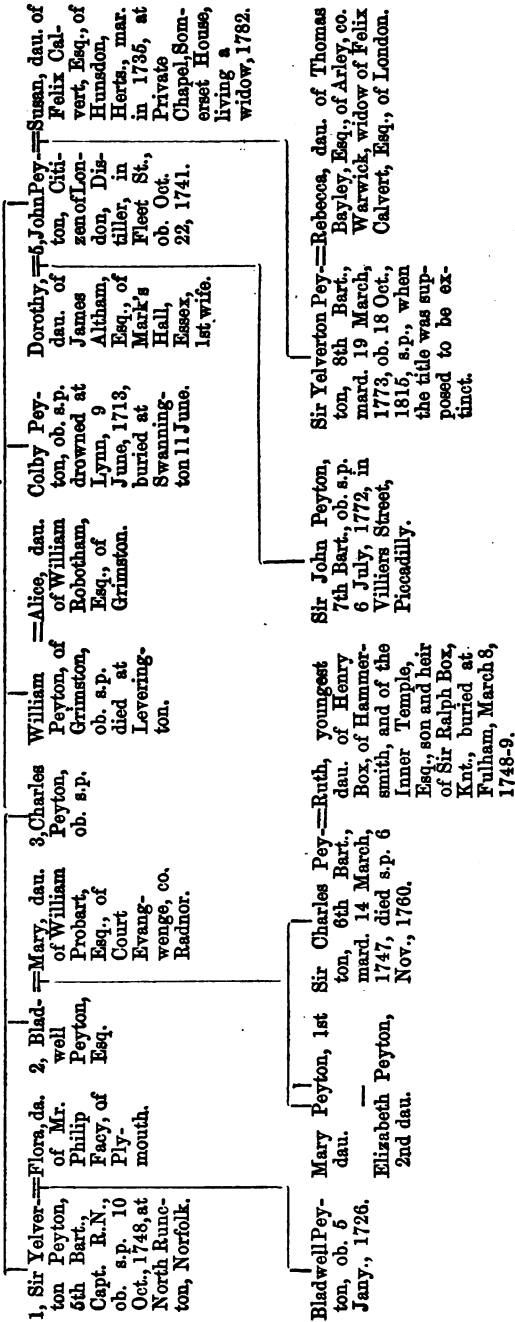 1, Sir Yelver-
ton Peyton,
5th Bart.,
Capt. R.N.,
ob. s.p. 10
Oct., 1748, at
North Runc-
ton, Norfolk.
=Flora, da.
of Mr.
Philip
Facy, of
Ply-
mouth.
2, Blad-
well
Peyton,
Esq.
=Mary, dau.
of William
Probart,
Esq., of
Court
Evang-
wenge, co.
Radnor.
3, Charles
Peyton,
ob. s.p.
William
Peyton, of
Grimston,
ob. s.p.
died at
Levering-
ton.
=Alice, dau.
of William
Robotham,
Esq., of
Grimston.
Colby Pey-
ton, ob. s.p.
drowned at
Lynn, 9
June, 1713,
buried at
Swanning-
ton 11 June.
Dorothy,
dau. of
James
Altham,
Esq., of
Mark's
Hall,
Essex,
1st wife.
=5, John Pey-
ton, Citi-
zen of Lon-
don, Dis-
tiller, in
Fleet St.,
ob. Oct.
22, 1741.
=Susan, dau. of
Felix Cal-
vert, Esq., of
Hunsdon,
Herts., mar.
in 1735, at
Private
Chapel, Som-
erset House,
living a
widow, 1782.
Bladwell Pey-
ton, ob. 5
Jany., 1726.
Mary Peyton, 1st
dau.
—
Elizabeth Peyton,
2nd dau.
Sir Charles Pey-
ton, 6th Bart.,
mard. 14 March,
1747, died s.p. 6
Nov., 1760.
=Ruth, youngest
dau. of Henry
Box, of Hammer-
smith, and of the
Inner Temple,
Esq., son and heir
of Sir Ralph Box,
Knt., buried at
Fulham, March 8,
1748-9.
Sir John Peyton,
7th Bart., ob. s.p.
6 July, 1772, in
Villiers Street,
Piccadilly.
Sir Yelverton Pey-
ton, 8th Bart.,
mard. 19 March,
1773, ob. 18 Oct.,
1815, s.p., when
the title was sup-
posed to be ex-
tinct.
=Rebecca, dau. of Thomas
Bayley, Esq., of Arley, co.
Warwick, widow of Felix
Calvert, Esq., of London.